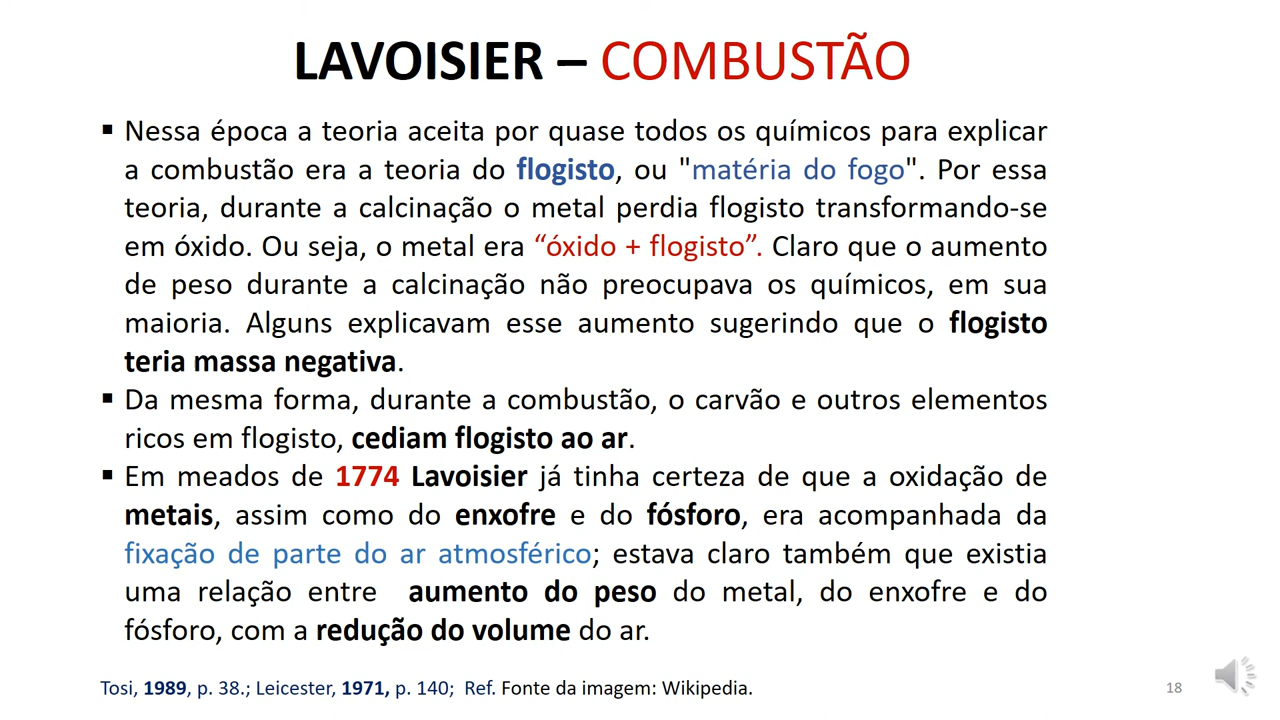 LAVOISIER – COMBUSTÃO
▪ Nessa época a teoria aceita por quase todos os químicos para explicar
a combustão era a teoria do flogisto, ou "matéria do fogo". Por essa
teoria, durante a calcinação o metal perdia flogisto transformando-se
em óxido. Ou seja, o metal era “óxido + flogisto”. Claro que o aumento
de peso durante a calcinação não preocupava os químicos, em sua
maioria. Alguns explicavam esse aumento sugerindo que o flogisto
teria massa negativa.
▪ Da mesma forma, durante a combustão, o carvão e outros elementos
ricos em flogisto, cediam flogisto ao ar.
▪ Em meados de 1774 Lavoisier já tinha certeza de que a oxidação de
metais, assim como do enxofre e do fósforo, era acompanhada da
fixação de parte do ar atmosférico; estava claro também que existia
uma relação entre aumento do peso do metal, do enxofre e do
fósforo, com a redução do volume do ar.
Tosi, 1989, p. 38.; Leicester, 1971, p. 140; Ref. Fonte da imagem: Wikipedia.
18